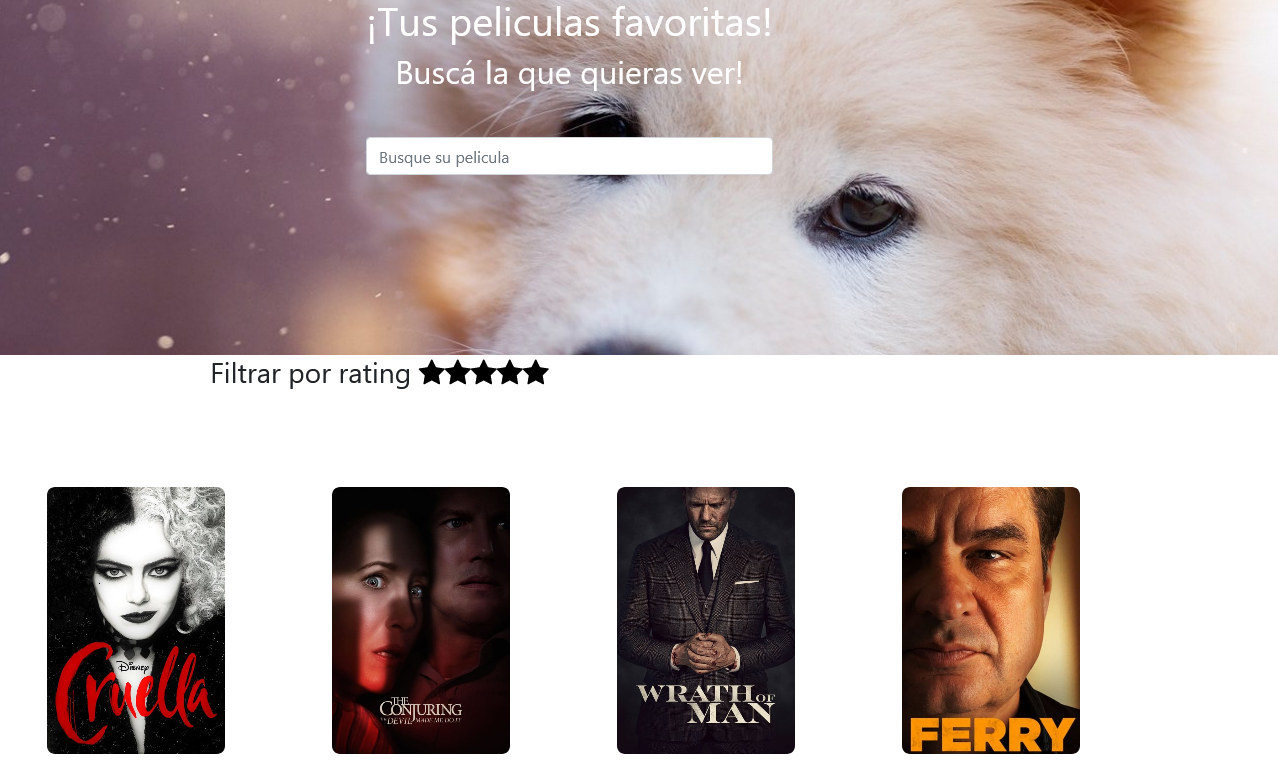 ¡Tus peliculas favoritas!
Buscá la que quieras ver!
Busque su pelicula
Filtrar por rating
Disney
Cruella
THE
CONJURING
THE DEVIL MADE ME DO IT
WRATH OF
MAN
FERRY